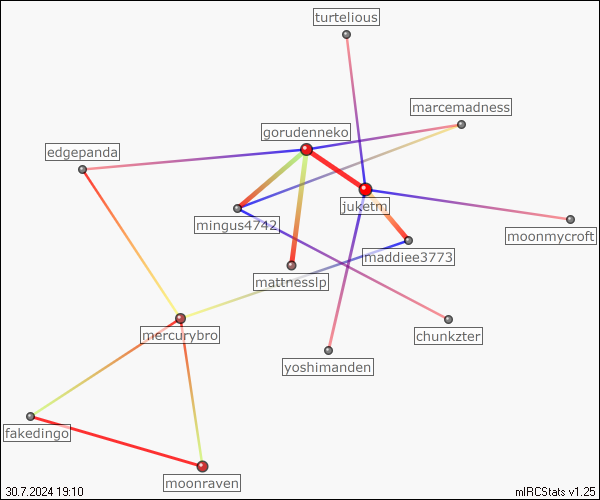 turtelious
marcemadness
gorudenneko
edgepanda
juketm
mingus4742
moonmycroft
maddiee3773
mattnesslp
mercurybro
chunkzter
yoshimanden
fakedingo
moonraven
30.7.2024 19:10
mIRCStats v1.25